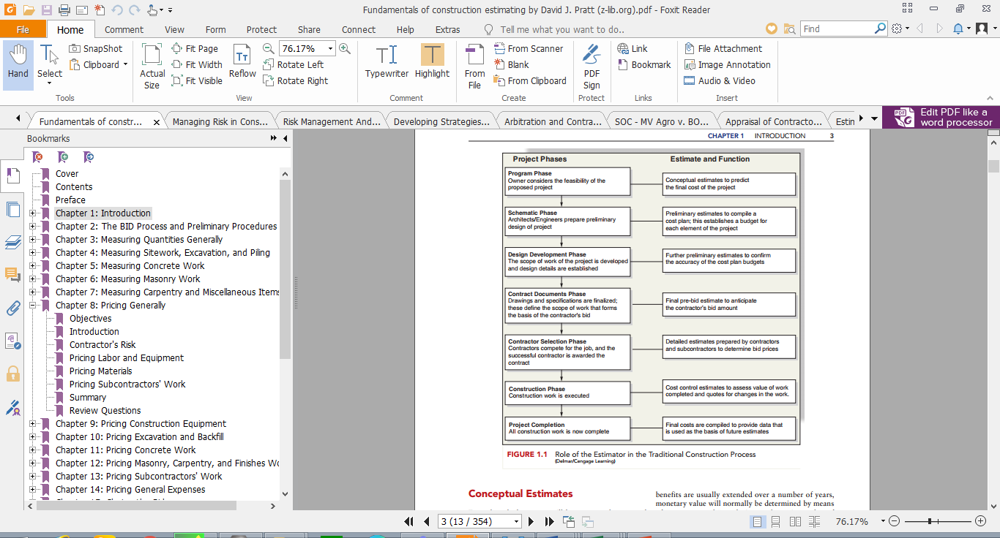 Fundamentals of construction estimating by David J. Pratt (z-lib.org).pdf - Foxit Reader
File Home Comment View Form Protect Share Connect Help Extras Tell me what you want to do.. Find
Hand
Select
SnapShot
Clipboard
Tools
Actual Size
Fit Page
Fit Width
Fit Visible
Reflow
76.17%
Rotate Left
Rotate Right
View
Typewriter
Highlight
Comment
From File
From Scanner
Blank
From Clipboard
Create
PDF Sign
Protect
Link
Bookmark
Links
File Attachment
Image Annotation
Audio & Video
Insert
Fundamentals of constr... Managing Risk in Cons... Risk Management And... Developing Strategies... Arbitration and Contra... SOC - MV Agro v. BO... Appraisal of Contracto... Estin
PDF
Edit PDF like a
word processor
Bookmarks
Cover
Contents
Preface
Chapter 1: Introduction
Chapter 2: The BID Process and Preliminary Procedures
Chapter 3: Measuring Quantities Generally
Chapter 4: Measuring Sitework, Excavation, and Piling
Chapter 5: Measuring Concrete Work
Chapter 6: Measuring Masonry Work
Chapter 7: Measuring Carpentry and Miscellaneous Items
Chapter 8: Pricing Generally
Objectives
Introduction
Contractor's Risk
Pricing Labor and Equipment
Pricing Materials
Pricing Subcontractors' Work
Summary
Review Questions
Chapter 9: Pricing Construction Equipment
Chapter 10: Pricing Excavation and Backfill
Chapter 11: Pricing Concrete Work
Chapter 12: Pricing Masonry, Carpentry, and Finishes Wo
Chapter 13: Pricing Subcontractors' Work
Chapter 14: Pricing General Expenses
CHAPTER 1 INTRODUCTION 3
Project Phases
Estimate and Function
Program Phase
Owner considers the feasibility of the
proposed project
Conceptual estimates to predict
the final cost of the project
Schematic Phase
Architects/Engineers prepare preliminary
design of project
Preliminary estimates to compile a
cost plan; this establishes a budget for
each element of the project
Design Development Phase
The scope of work of the project is developed
and design details are established
Further preliminary estimates to confirm
the accuracy of the cost plan budgets
Contract Documents Phase
Drawings and specifications are finalized;
these define the scope of work that forms
the basis of the contractor's bid
Final pre-bid estimate to anticipate
the contractor's bid amount
Contractor Selection Phase
Contractors compete for the job, and the
successful contractor is awarded the
contract
Detailed estimates prepared by contractors
and subcontractors to determine bid prices
Construction Phase
Construction work is executed
Cost control estimates to assess value of work
completed and quotes for changes in the work.
Project Completion
All construction work is now complete
Final costs are compiled to provide data that
is used as the basis of future estimates
FIGURE 1.1 Role of the Estimator in the Traditional Construction Process
(Delmar/Cengage Learning)
Conceptual Estimates
benefits are usually extended over a number of years,
monetary value will normally be determined by means
3 (13 / 354)
76.17%